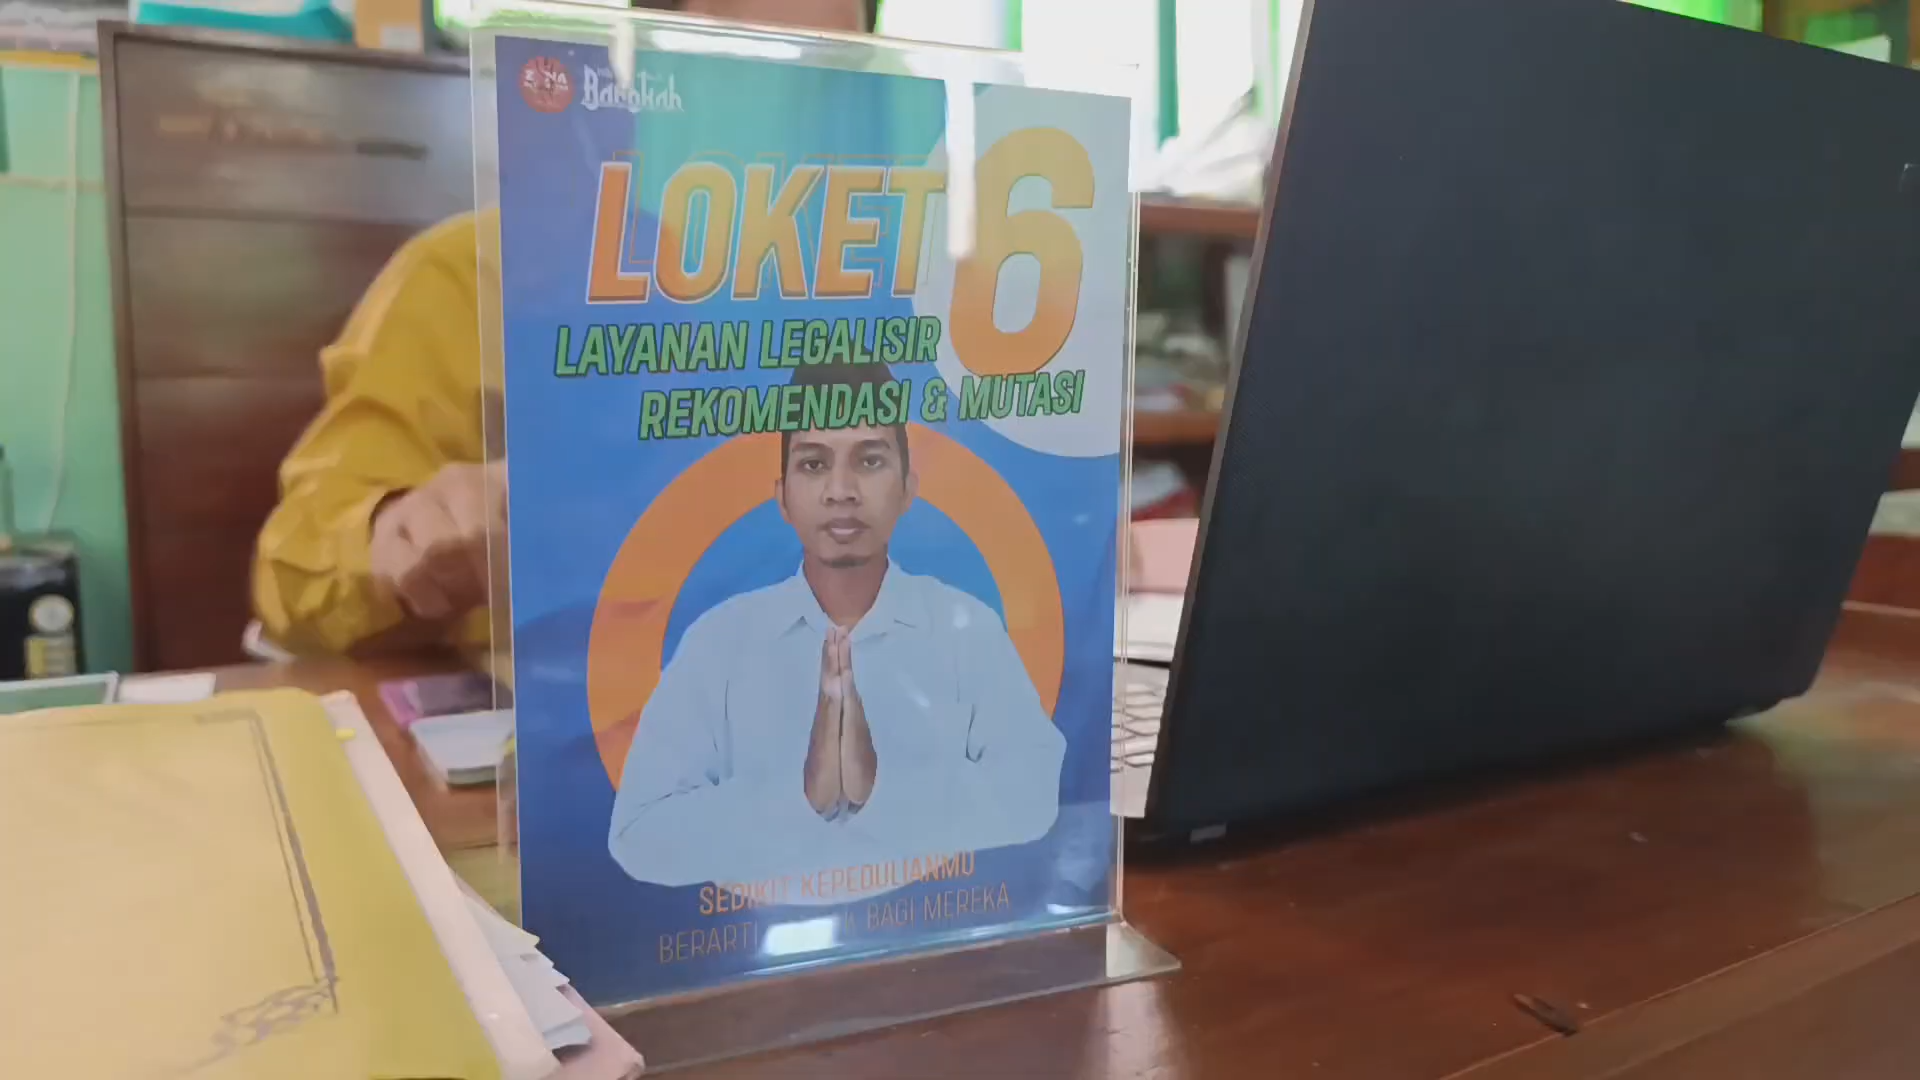 ZONA
Barokah
LOKET 6
LAYANAN LEGALISIR
REKOMENDASI & MUTASI
SEDIKIT KEPEDULIANMU
BERARTI BAGI MEREKA